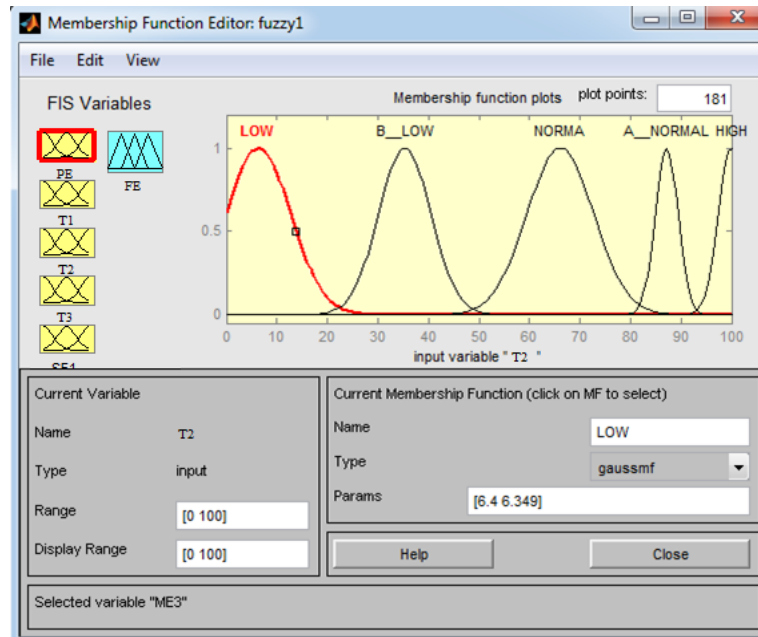 Membership Function Editor: fuzzy1
File Edit View
FIS Variables
Membership function plots plot points: 181
PE
FE
T1
T2
T3
SE1
LOW B__LOW NORMA A__NORMAL HIGH
1
0.5
0
0 10 20 30 40 50 60 70 80 90 100
input variable " T2 "
Current Variable
Name T2
Type input
Range [0 100]
Display Range [0 100]
Current Membership Function (click on MF to select)
Name LOW
Type gaussmf
Params [6.4 6.349]
Help Close
Selected variable "ME3"